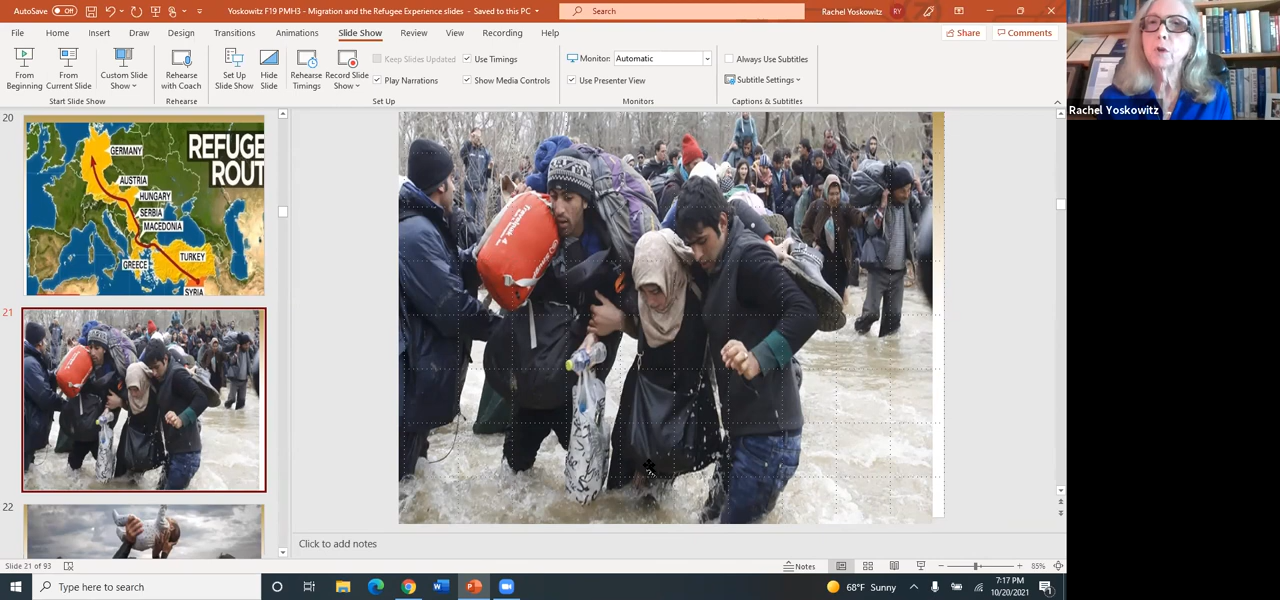 AutoSave Off Yoskowitz F19 PMH3 - Migration and the Refugee Experience slides - Saved to this PC Search Rachel Yoskowitz RY
File Home Insert Draw Design Transitions Animations Slide Show Review View Recording Help Share Comments
From Beginning
From Current Slide
Custom Slide Show
Start Slide Show
Rehearse with Coach
Rehearse
Set Up Slide Show
Hide Slide
Rehearse Timings
Record Slide Show
Keep Slides Updated
Play Narrations
Use Timings
Show Media Controls
Set Up
Monitor: Automatic
Use Presenter View
Monitors
Always Use Subtitles
Subtitle Settings
Captions & Subtitles
Rachel Yoskowitz
20
REFUGE
ROUT
GERMANY
AUSTRIA
HUNGARY
SERBIA
MACEDONIA
GREECE
TURKEY
SYRIA
21
22
Click to add notes
Slide 21 of 93 Notes 85%
Type here to search 68°F Sunny 7:17 PM
10/20/2021